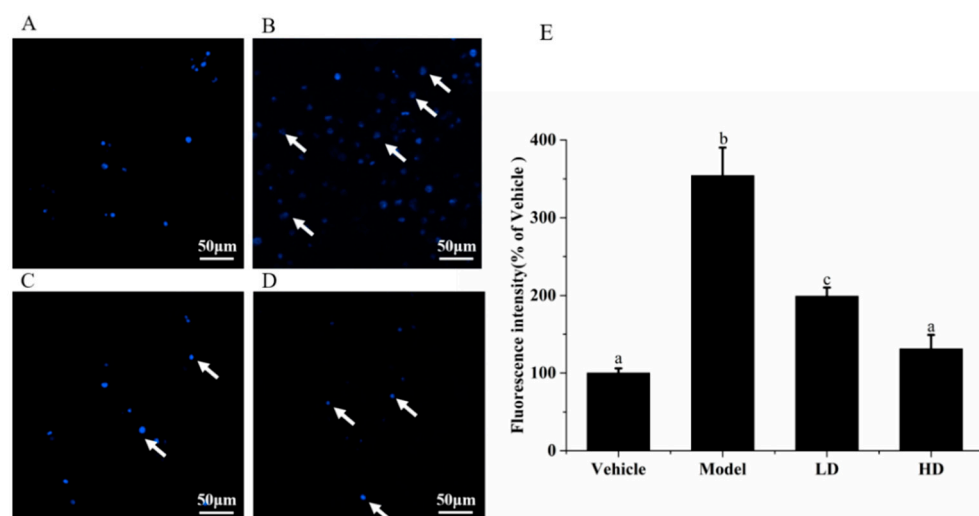 A
B
E
50μm
50μm
C
D
50μm
50μm
Fluorescence intensity(% of Vehicle )
400
300
200
100
0
a
b
c
a
Vehicle
Model
LD
HD